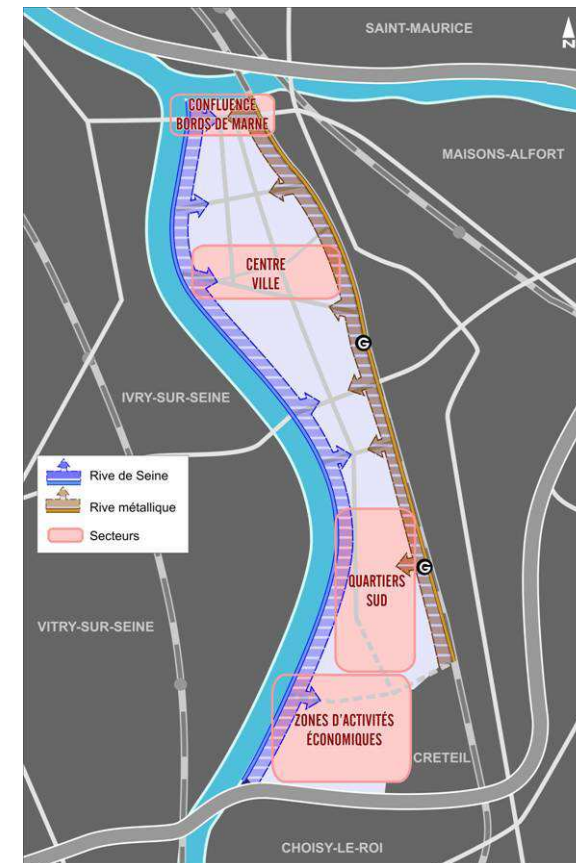 SAINT-MAURICE
N
CONFLUENCE
BORDS DE MARNE
MAISONS-ALFORT
CENTRE
VILLE
G
IVRY-SUR-SEINE
Rive de Seine
Rive métallique
Secteurs
G
QUARTIERS
SUD
VITRY-SUR-SEINE
ZONES D'ACTIVITÉS
ÉCONOMIQUES
CRETEIL
CHOISY-LE-ROI